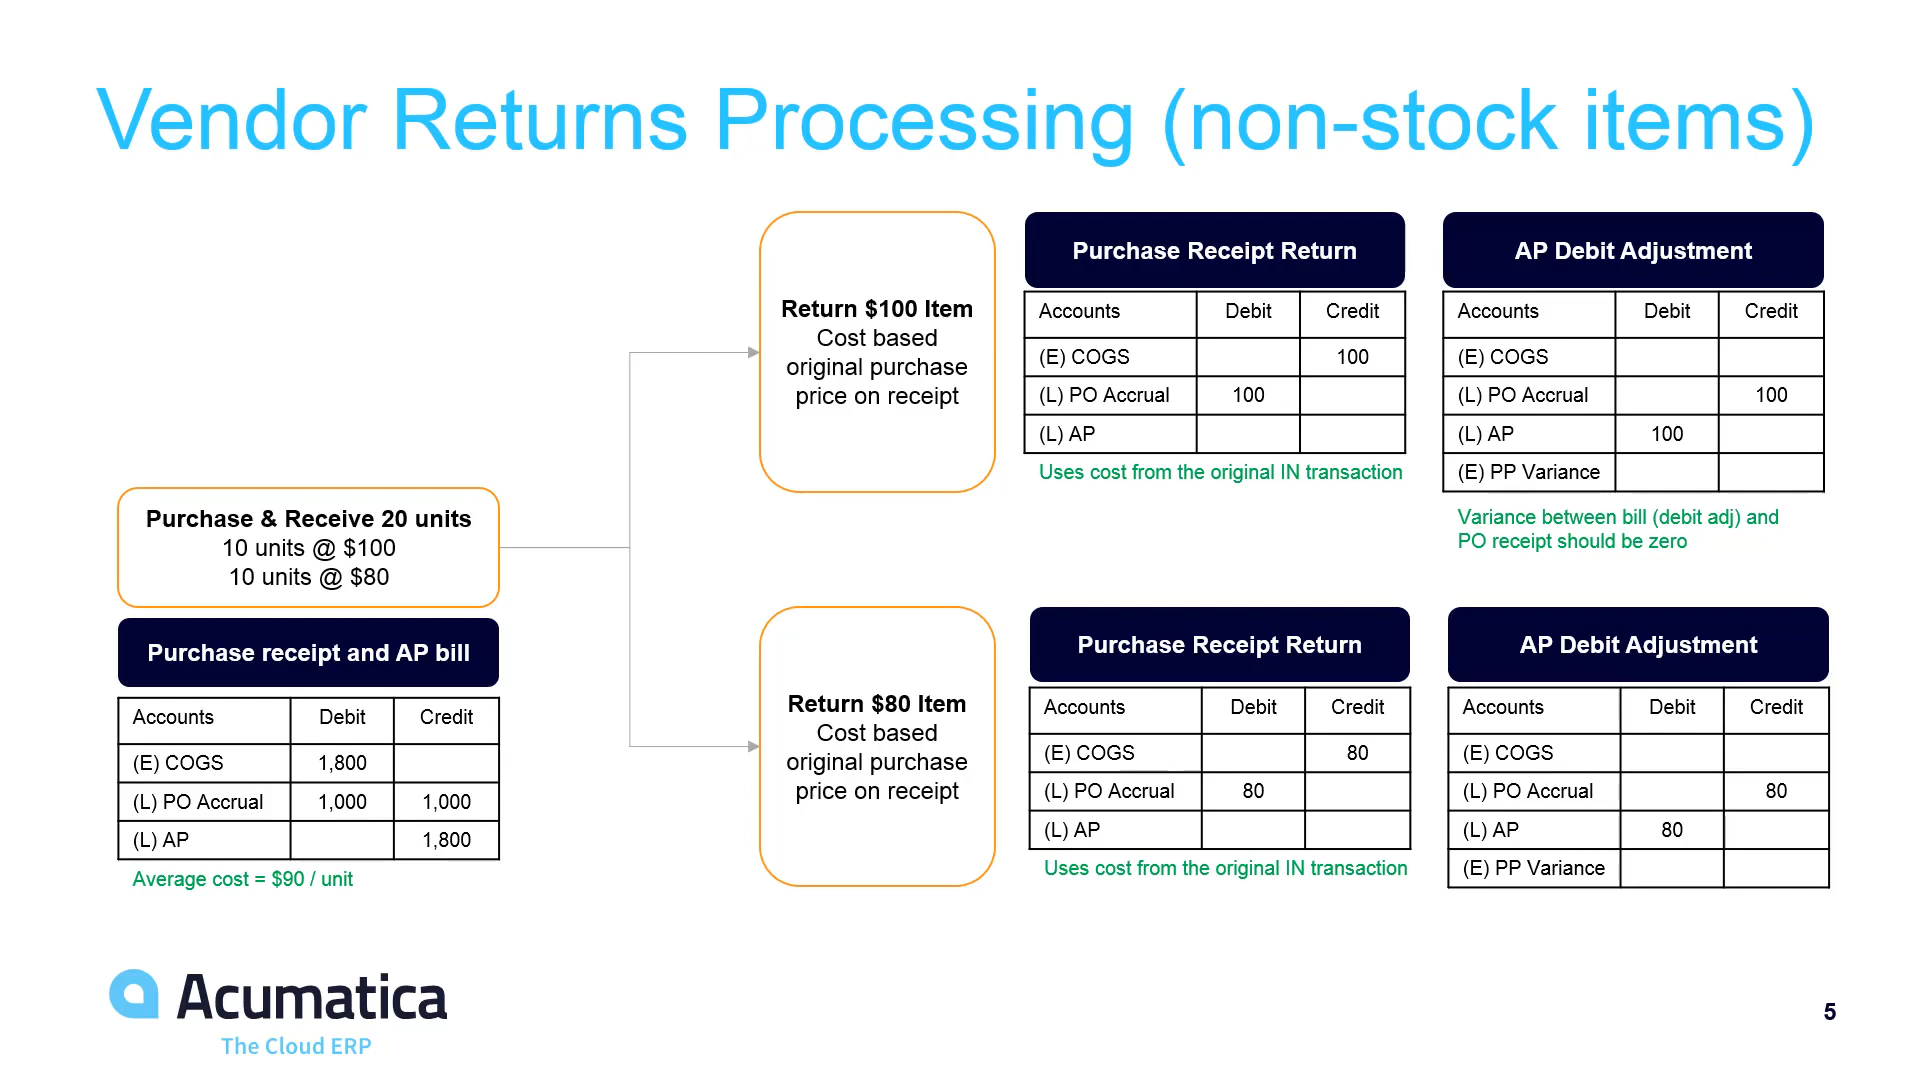 Vendor Returns Processing (non-stock items)
Purchase & Receive 20 units
10 units @ $100
10 units @ $80
Purchase receipt and AP bill
Accounts Debit Credit
(E) COGS 1,800
(L) PO Accrual 1,000 1,000
(L) AP 1,800
Average cost = $90 / unit
Return $100 Item
Cost based
original purchase
price on receipt
Purchase Receipt Return
Accounts Debit Credit
(E) COGS 100
(L) PO Accrual 100
(L) AP
Uses cost from the original IN transaction
AP Debit Adjustment
Accounts Debit Credit
(E) COGS
(L) PO Accrual 100
(L) AP 100
(E) PP Variance
Variance between bill (debit adj) and
PO receipt should be zero
Return $80 Item
Cost based
original purchase
price on receipt
Purchase Receipt Return
Accounts Debit Credit
(E) COGS 80
(L) PO Accrual 80
(L) AP
Uses cost from the original IN transaction
AP Debit Adjustment
Accounts Debit Credit
(E) COGS
(L) PO Accrual 80
(L) AP 80
(E) PP Variance
Acumatica
The Cloud ERP
5